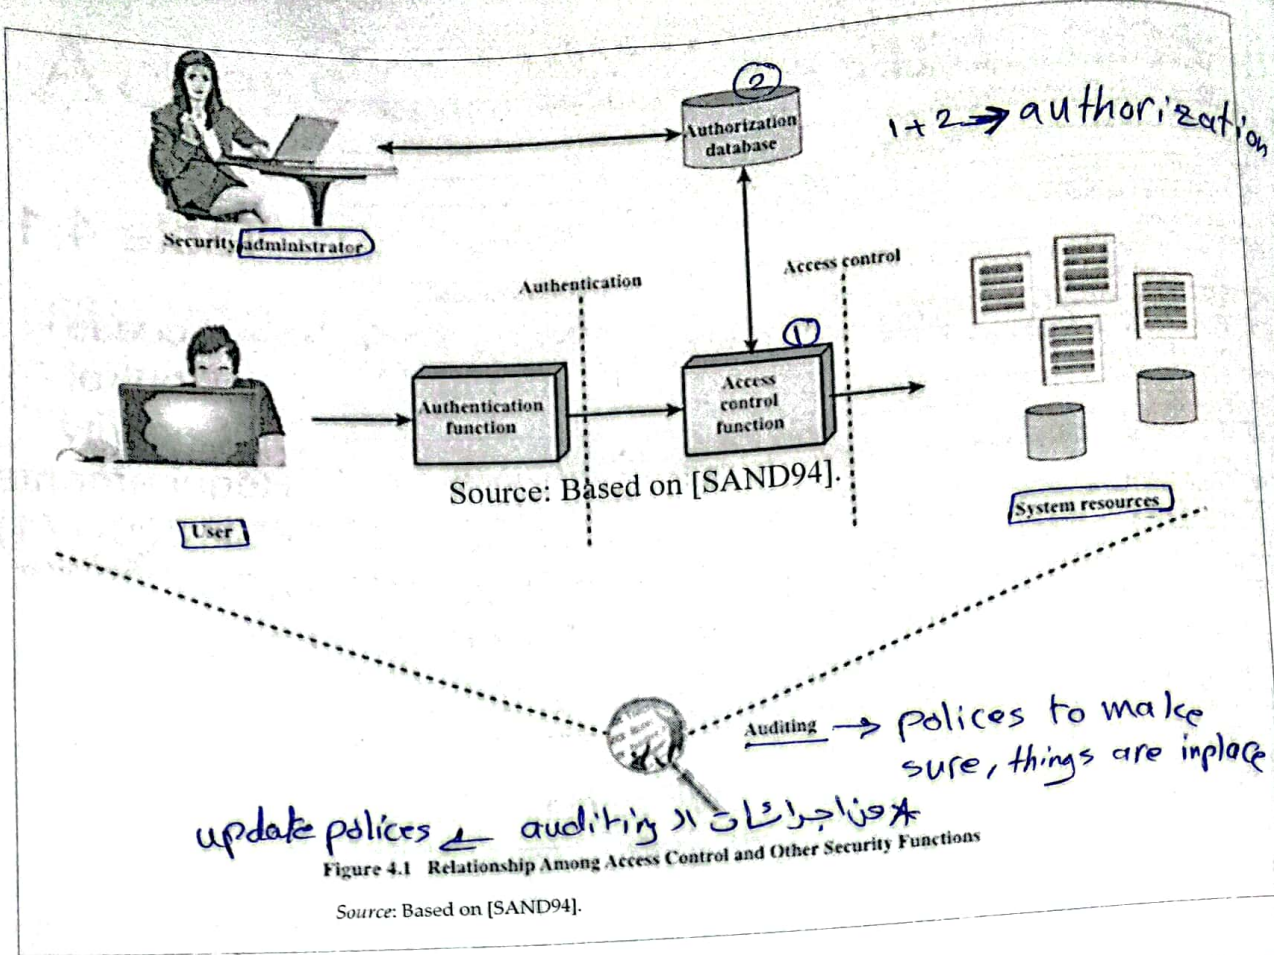 ②
Authorization
database
1+2 → authorization
Security administrator
Authentication
Access control
①
Authentication
function
Access
control
function
Source: Based on [SAND94].
User
System resources
Auditing → polices to make
sure, things are inplace
* من اجرائات ال auditing ← update polices
Figure 4.1 Relationship Among Access Control and Other Security Functions
Source: Based on [SAND94].